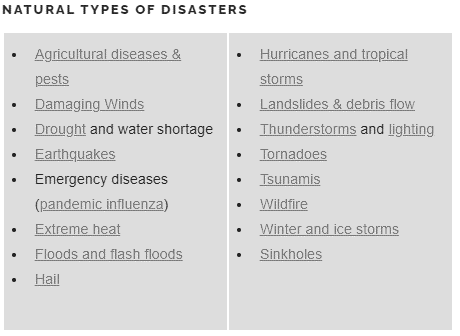 NATURAL TYPES OF DISASTERS
• Agricultural diseases &
pests
• Damaging Winds
• Drought and water shortage
• Earthquakes
• Emergency diseases
(pandemic influenza)
• Extreme heat
• Floods and flash floods
• Hail
• Hurricanes and tropical
storms
• Landslides & debris flow
• Thunderstorms and lighting
• Tornadoes
• Tsunamis
• Wildfire
• Winter and ice storms
• Sinkholes